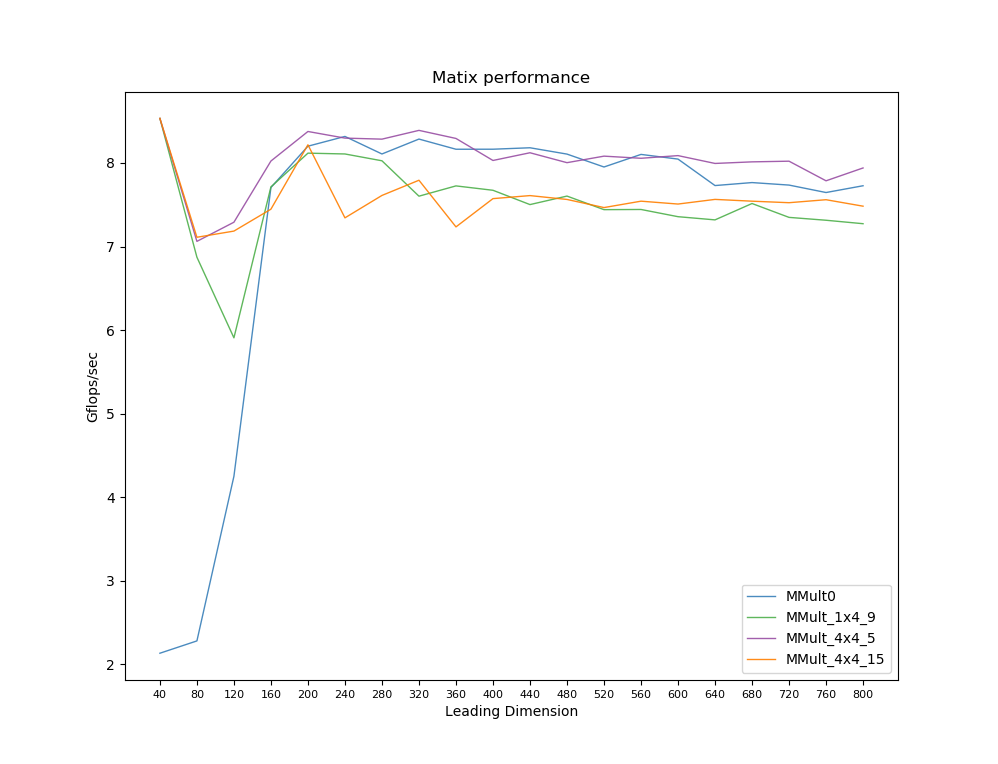 Matix performance
Gflops/sec
8
7
6
5
4
3
2
MMult0
MMult_1x4_9
MMult_4x4_5
MMult_4x4_15
40 80 120 160 200 240 280 320 360 400 440 480 520 560 600 640 680 720 760 800
Leading Dimension